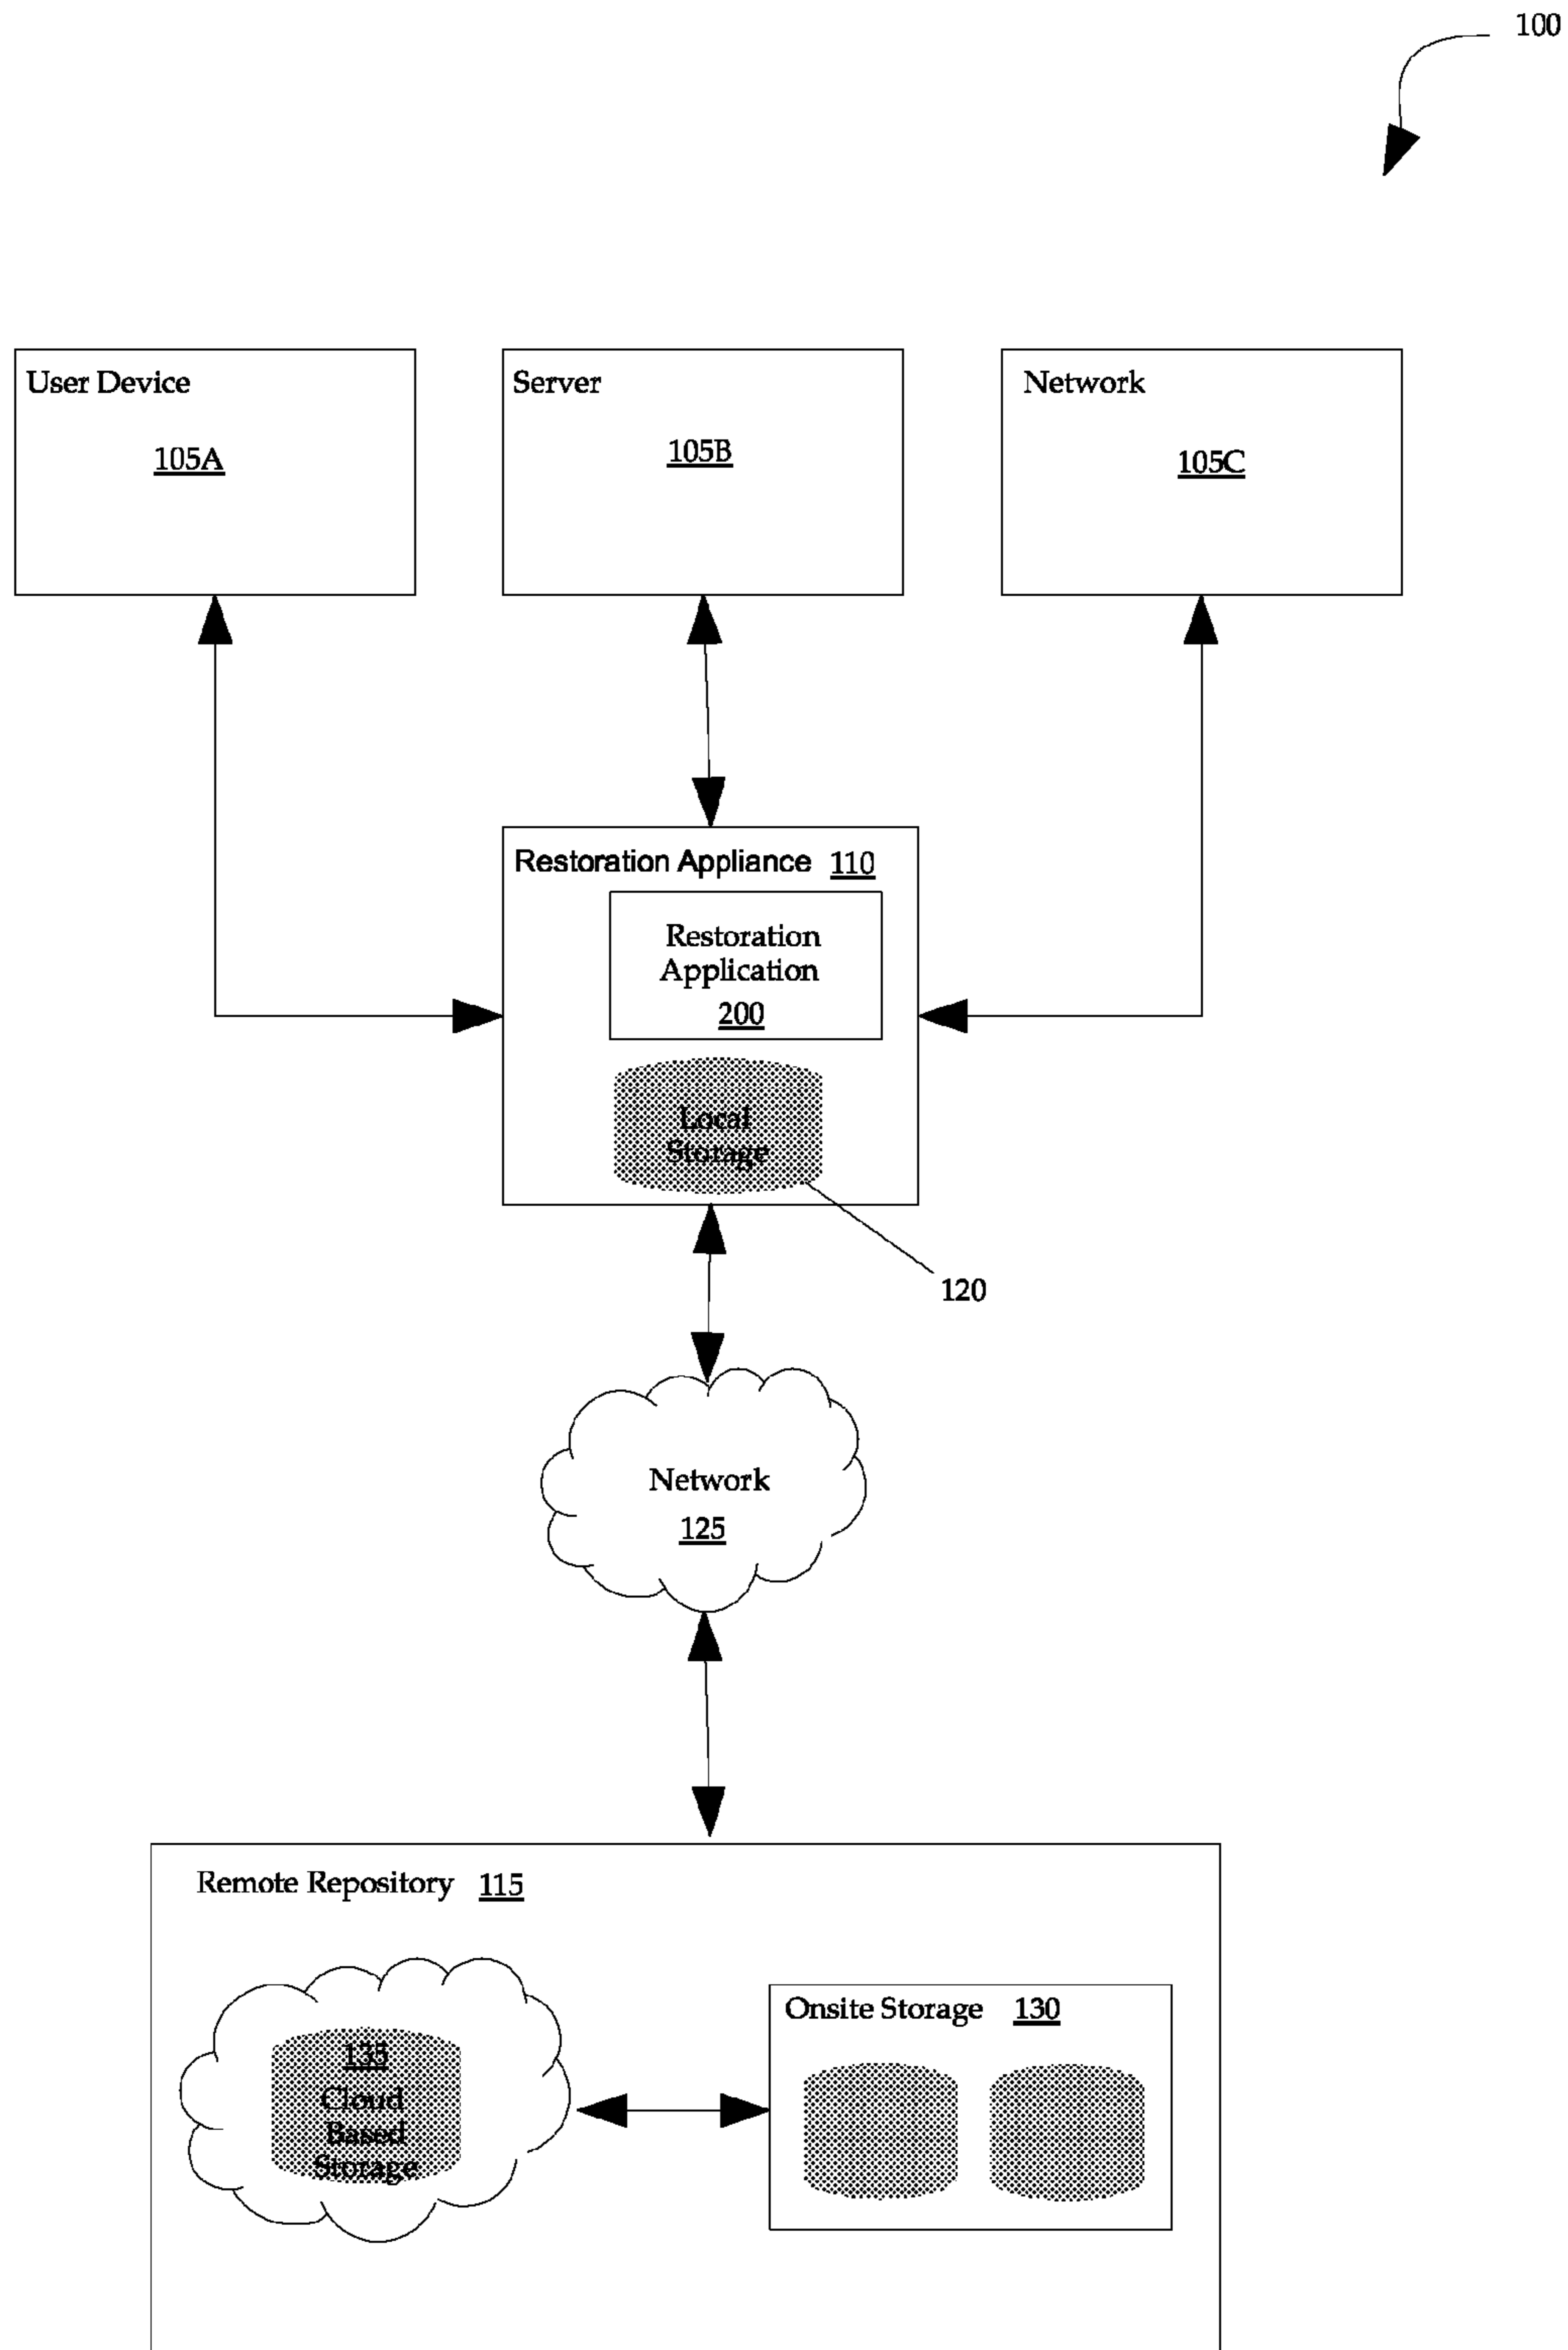 100
User Device
105A
Server
105B
Network
105C
Restoration Appliance 110
Restoration
Application
200
Local
Storage
120
Network
125
Remote Repository 115
135
Cloud
Based
Storage
Onsite Storage 130